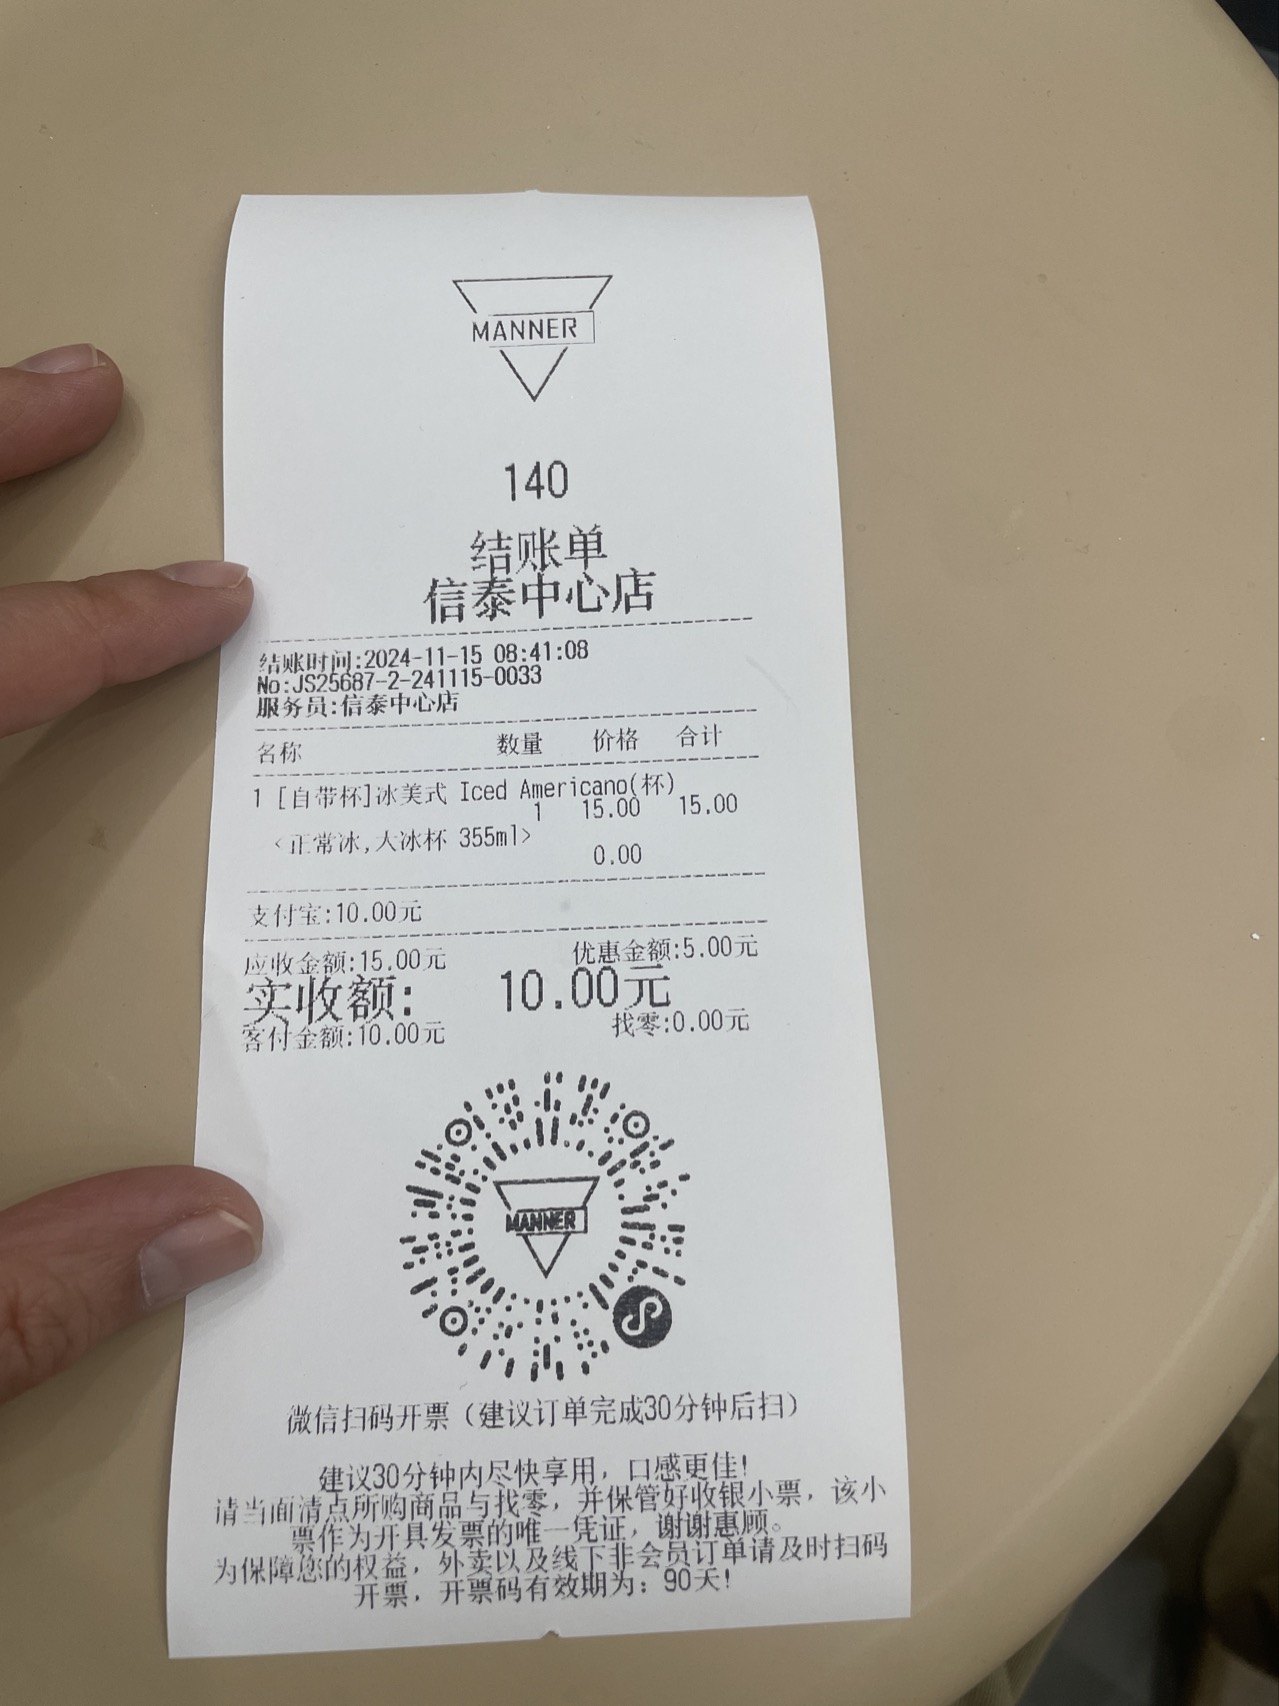 MANNER
140
结账单
信泰中心店
结账时间:2024-11-15 08:41:08
No:JS25687-2-241115-0033
服务员:信泰中心店
名称 数量 价格 合计
1 [自带杯]冰美式 Iced Americano(杯)
1 15.00 15.00
<正常冰,大冰杯 355ml>
0.00
支付宝:10.00元
应收金额:15.00元 优惠金额:5.00元
实收额: 10.00元
客付金额:10.00元 找零:0.00元
MANNER
微信扫码开票（建议订单完成30分钟后扫）
建议30分钟内尽快享用，口感更佳!
请当面清点所购商品与找零，并保管好收银小票，该小
票作为开具发票的唯一凭证，谢谢惠顾。
为保障您的权益，外卖以及线下非会员订单请及时扫码
开票，开票码有效期为：90天!